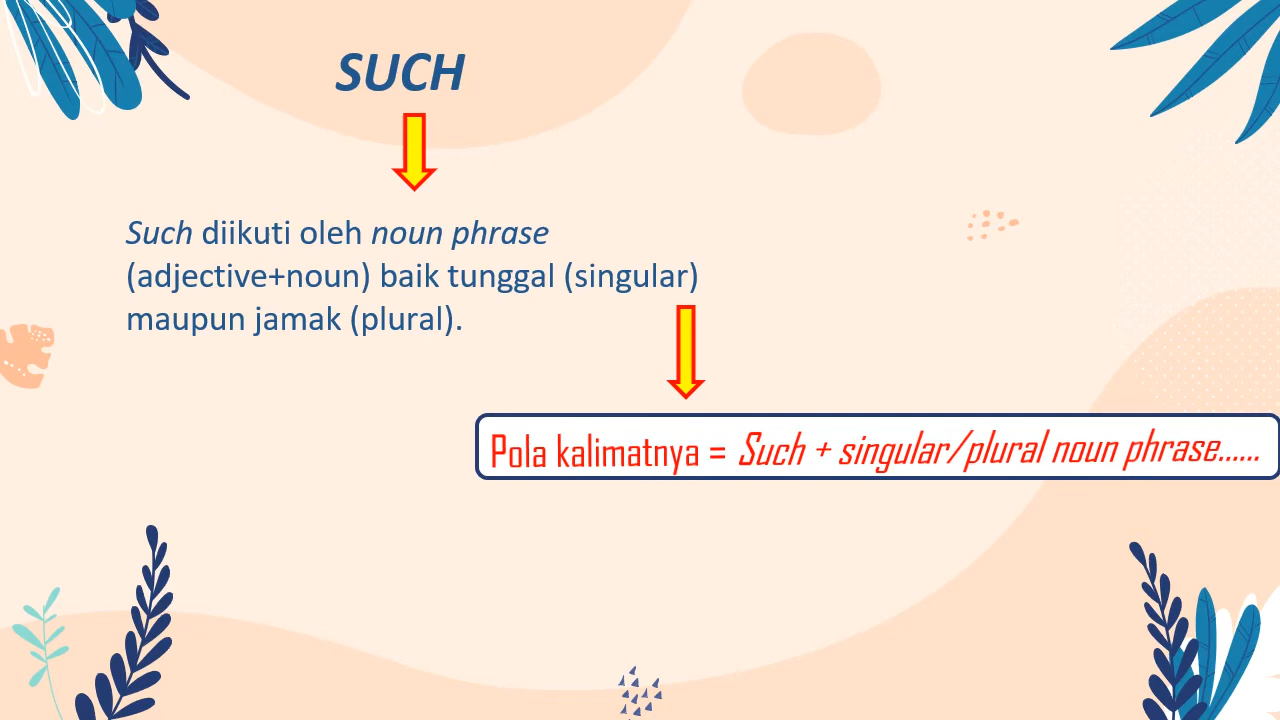 SUCH
Such diikuti oleh noun phrase
(adjective+noun) baik tunggal (singular)
maupun jamak (plural).
Pola kalimatnya = Such + singular/plural noun phrase......